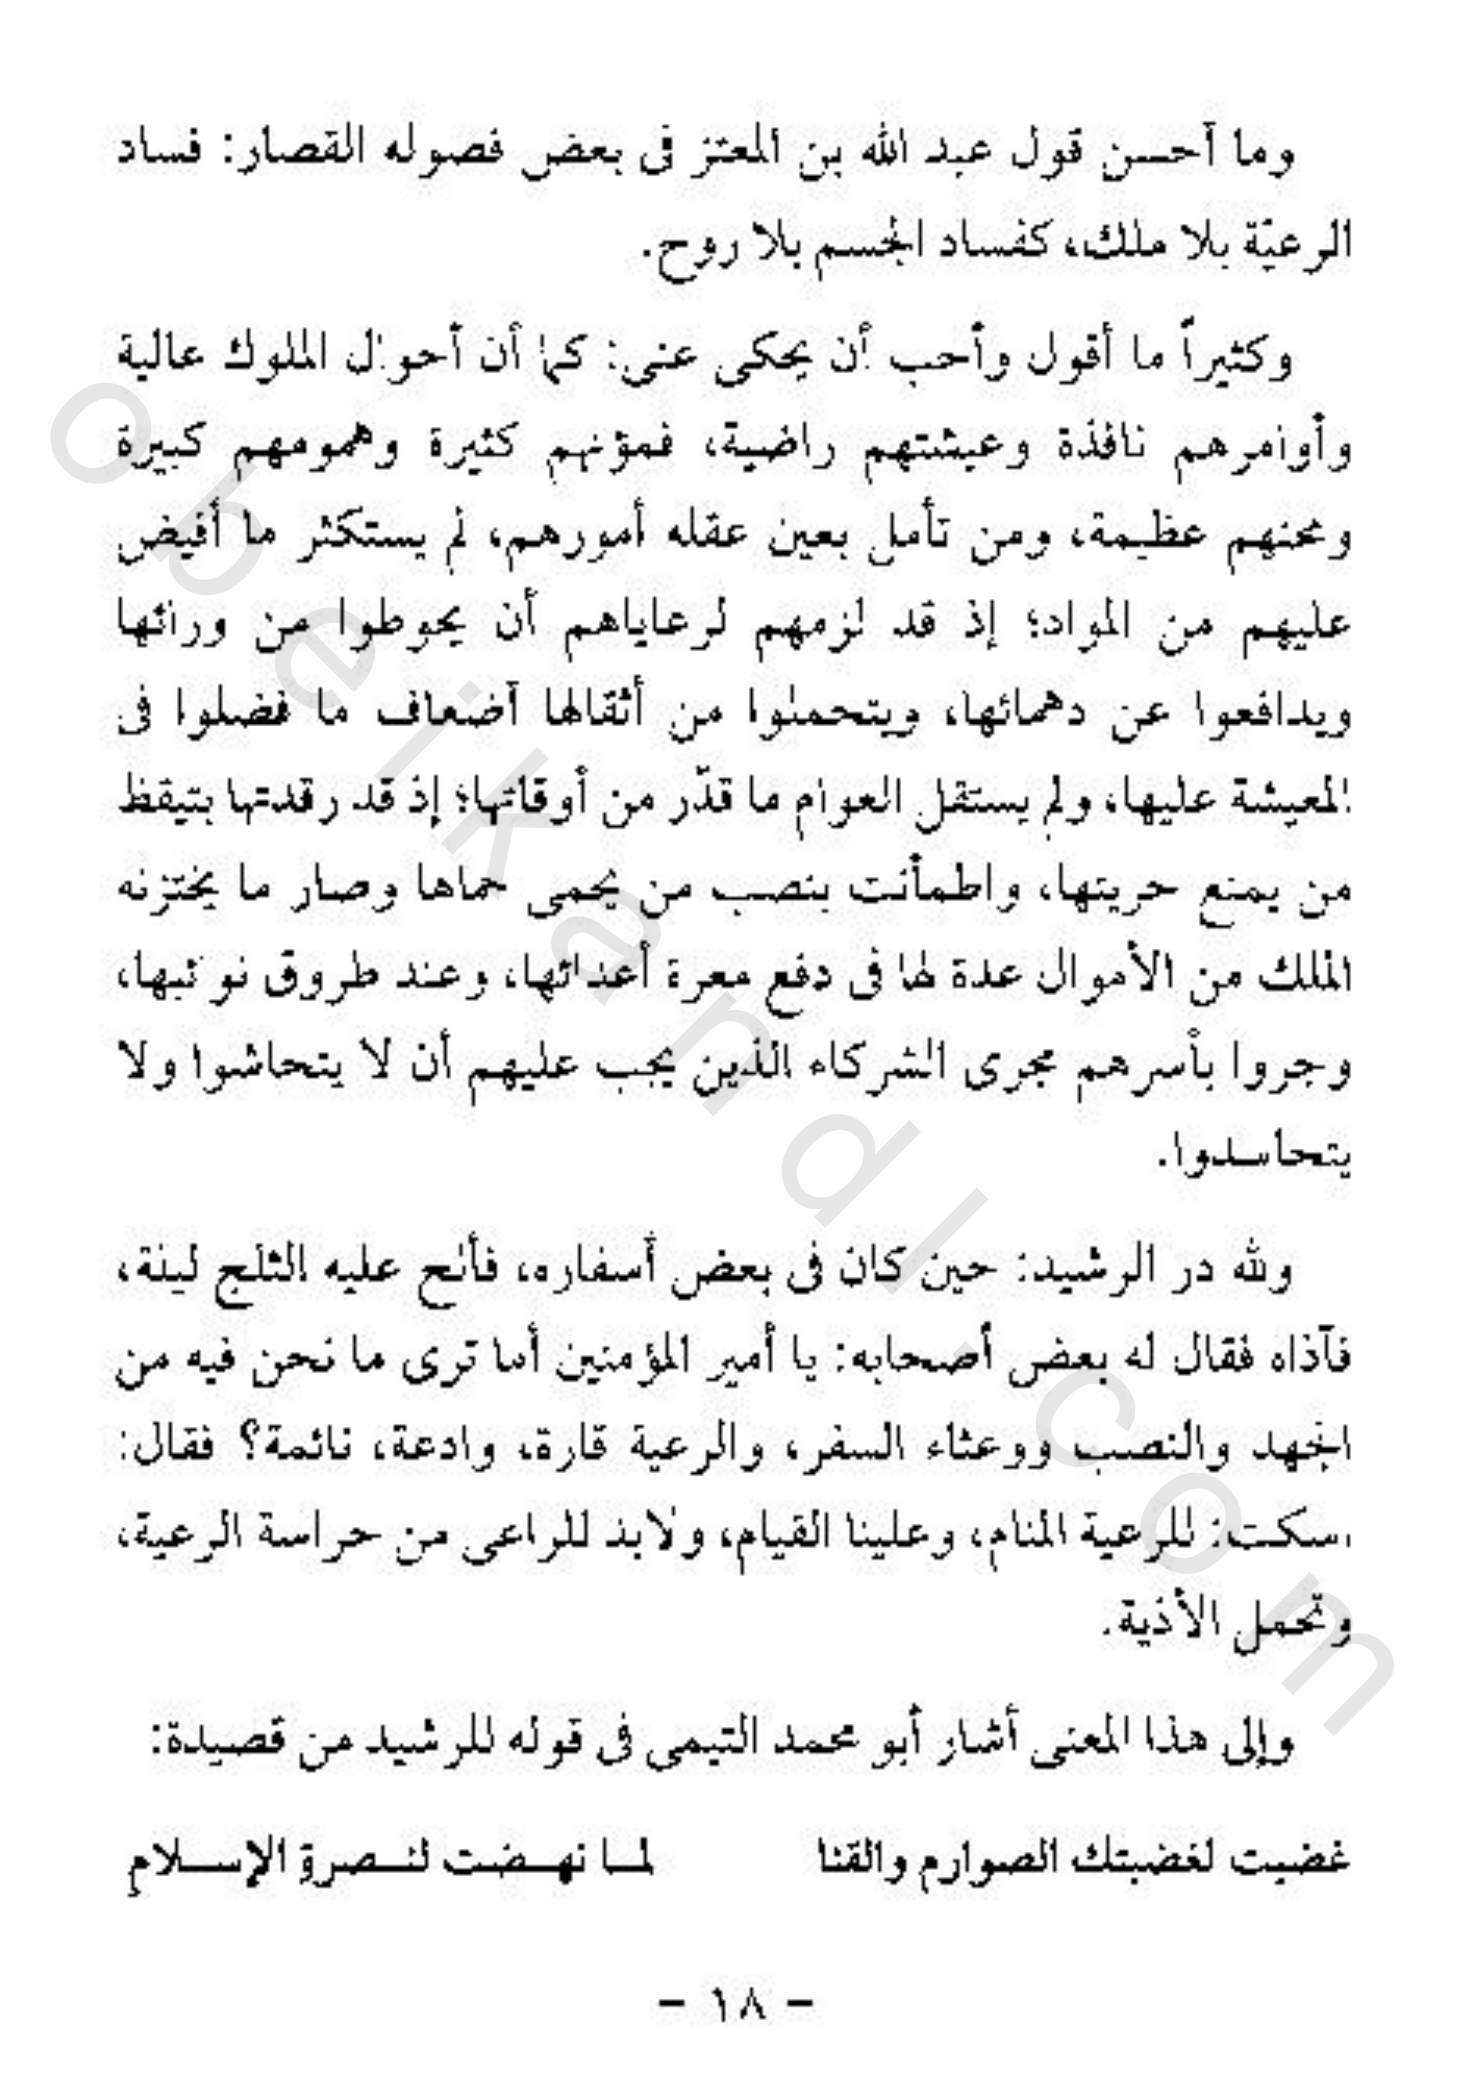 وما أحسن قول عبد الله بن المعتز فى بعض فصوله القصار: فساد
الرعيّة بلا ملك، كفساد الجسم بلا روح.
وكثيراً ما أقول وأحب أن يحكى عنى: كما أن أحوال الملوك عالية
وأوامرهم نافذة وعيشتهم راضية، فمؤنهم كثيرة وهمومهم كبيرة
ومحنهم عظيمة، ومن تأمل بعين عقله أمورهم، لم يستكثر ما أفيض
عليهم من المواد؛ إذ قد لزمهم لرعاياهم أن يحوطوا من ورائها
ويدافعوا عن دهمائها، ويتحملوا من أثقالها أضعاف ما فضلوا فى
المعيشة عليها، ولم يستقل العوام ما قدّر من أوقاتها؛ إذ قد رقدتها بتيقظ
من يمنع حريتها، واطمأنت بنصب من يحمى حماها وصار ما يختزنه
الملك من الأموال عدة لها فى دفع معرة أعدائها، وعند طروق نوائبها،
وجروا بأسرهم مجرى الشركاء الذين يجب عليهم أن لا يتحاشوا ولا
يتحاسدوا.
ولله در الرشيد: حين كان فى بعض أسفاره، فألح عليه الثلج ليلة،
فآذاه فقال له بعض أصحابه: يا أمير المؤمنين أما ترى ما نحن فيه من
الجهد والنصب ووعثاء السفر، والرعية قارة، وادعة، نائمة؟ فقال:
اسكت: للرعية المنام، وعلينا القيام، ولابد للراعى من حراسة الرعية،
وتحمل الأذية.
وإلى هذا المعنى أشار أبو محمد التيمى فى قوله للرشيد من قصيدة:
غضبت لغضبتك الصوارم والقنا لما نهضت لنصرة الإسلام
- ١٨ -
obeikandl.com